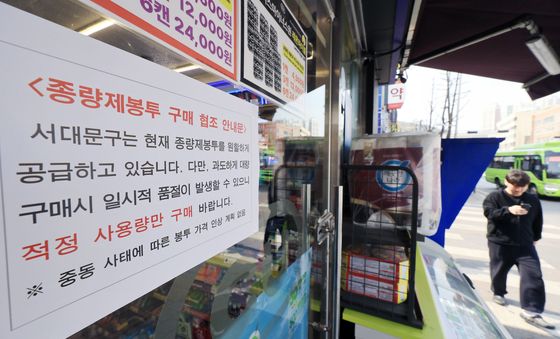 6캔 24,000원
12,000원
<종량제봉투 구매 협조 안내문>
서대문구는 현재 종량제봉투를 원활하게
공급하고 있습니다. 다만, 과도하게 대량
구매시 일시적 품절이 발생할 수 있으니
적정 사용량만 구매 바랍니다.
※ 중동 사태에 따른 봉투 가격 인상 계획 없음
약